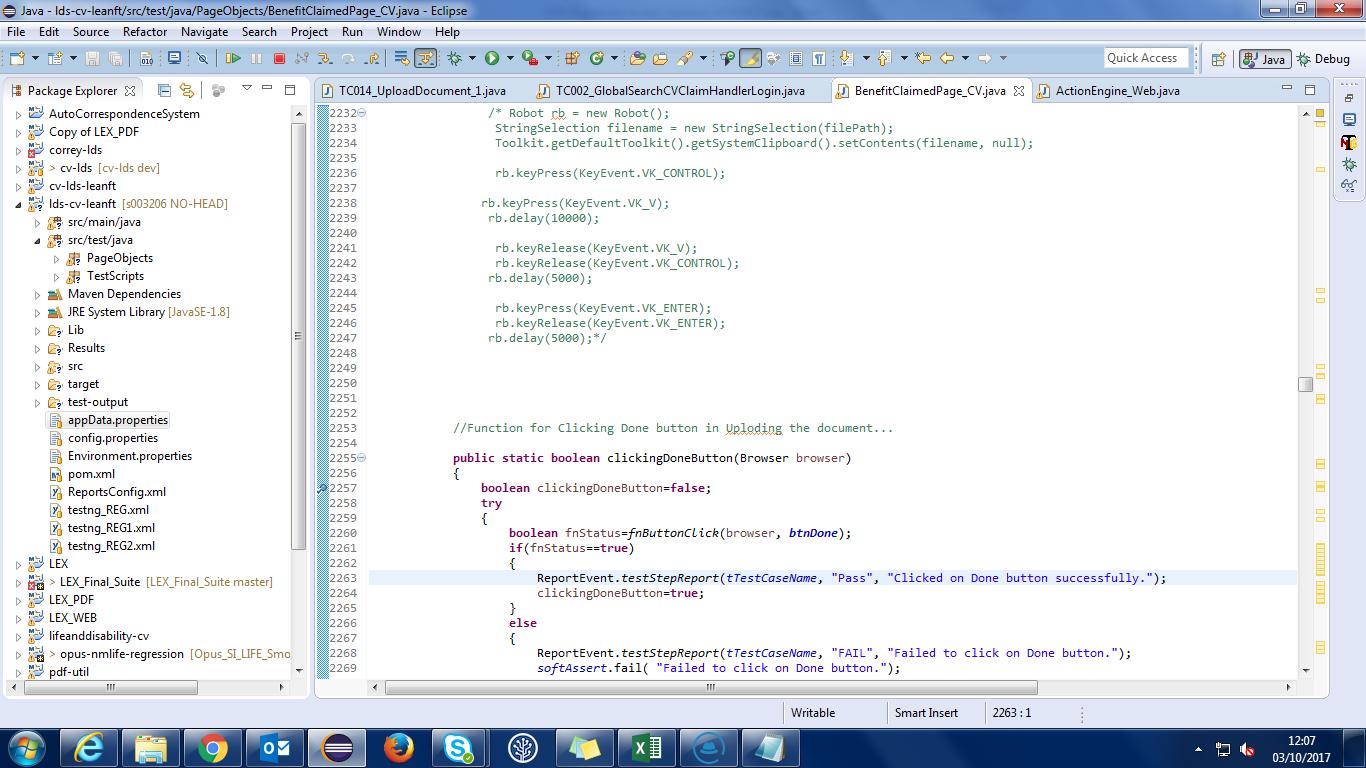 Java - lds-cv-leanft/src/test/java/PageObjects/BenefitClaimedPage_CV.java - Eclipse
File Edit Source Refactor Navigate Search Project Run Window Help
Quick Access Java Debug
Package Explorer
TC014_UploadDocument_1.java TC002_GlobalSearchCVClaimHandlerLogin.java BenefitClaimedPage_CV.java ActionEngine_Web.java
AutoCorrespondenceSystem
Copy of LEX_PDF
correy-lds
> cv-lds [cv-lds dev]
cv-lds-leanft
lds-cv-leanft [s003206 NO-HEAD]
src/main/java
src/test/java
PageObjects
TestScripts
Maven Dependencies
JRE System Library [JavaSE-1.8]
Lib
Results
src
target
test-output
appData.properties
config.properties
Environment.properties
pom.xml
ReportsConfig.xml
testng_REG.xml
testng_REG1.xml
testng_REG2.xml
LEX
> LEX_Final_Suite [LEX_Final_Suite master]
LEX_PDF
LEX_WEB
lifeanddisability-cv
> opus-nmlife-regression [Opus_SI_LIFE_Smo
pdf-util
2232 /* Robot rb = new Robot();
2233 StringSelection filename = new StringSelection(filePath);
2234 Toolkit.getDefaultToolkit().getSystemClipboard().setContents(filename, null);
2235
2236 rb.keyPress(KeyEvent.VK_CONTROL);
2237
2238 rb.keyPress(KeyEvent.VK_V);
2239 rb.delay(10000);
2240
2241 rb.keyRelease(KeyEvent.VK_V);
2242 rb.keyRelease(KeyEvent.VK_CONTROL);
2243 rb.delay(5000);
2244
2245 rb.keyPress(KeyEvent.VK_ENTER);
2246 rb.keyRelease(KeyEvent.VK_ENTER);
2247 rb.delay(5000);*/
2248
2249
2250
2251
2252
2253 //Function for Clicking Done button in Uploding the document...
2254
2255 public static boolean clickingDoneButton(Browser browser)
2256 {
2257 boolean clickingDoneButton=false;
2258 try
2259 {
2260 boolean fnStatus=fnButtonClick(browser, btnDone);
2261 if(fnStatus==true)
2262 {
2263 ReportEvent.testStepReport(tTestCaseName, "Pass", "Clicked on Done button successfully.");
2264 clickingDoneButton=true;
2265 }
2266 else
2267 {
2268 ReportEvent.testStepReport(tTestCaseName, "FAIL", "Failed to click on Done button.");
2269 softAssert.fail( "Failed to click on Done button.");
Writable Smart Insert 2263 : 1
12:07
03/10/2017